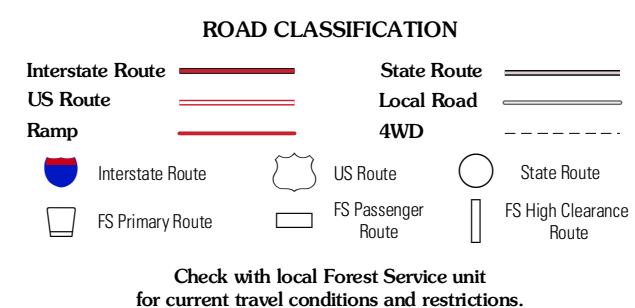 ROAD CLASSIFICATION
Interstate Route
State Route
US Route
Local Road
Ramp
4WD
Interstate Route
US Route
State Route
FS Primary Route
FS Passenger
Route
FS High Clearance
Route
Check with local Forest Service unit
for current travel conditions and restrictions.